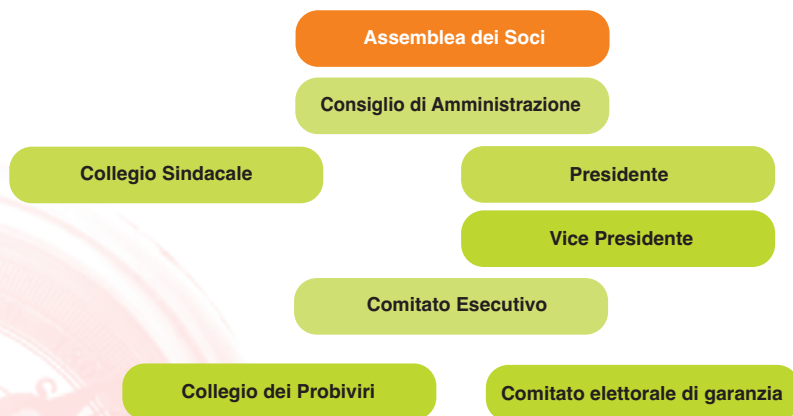 Assemblea dei Soci
Consiglio di Amministrazione
Collegio Sindacale
Presidente
Vice Presidente
Comitato Esecutivo
Collegio dei Probiviri
Comitato elettorale di garanzia